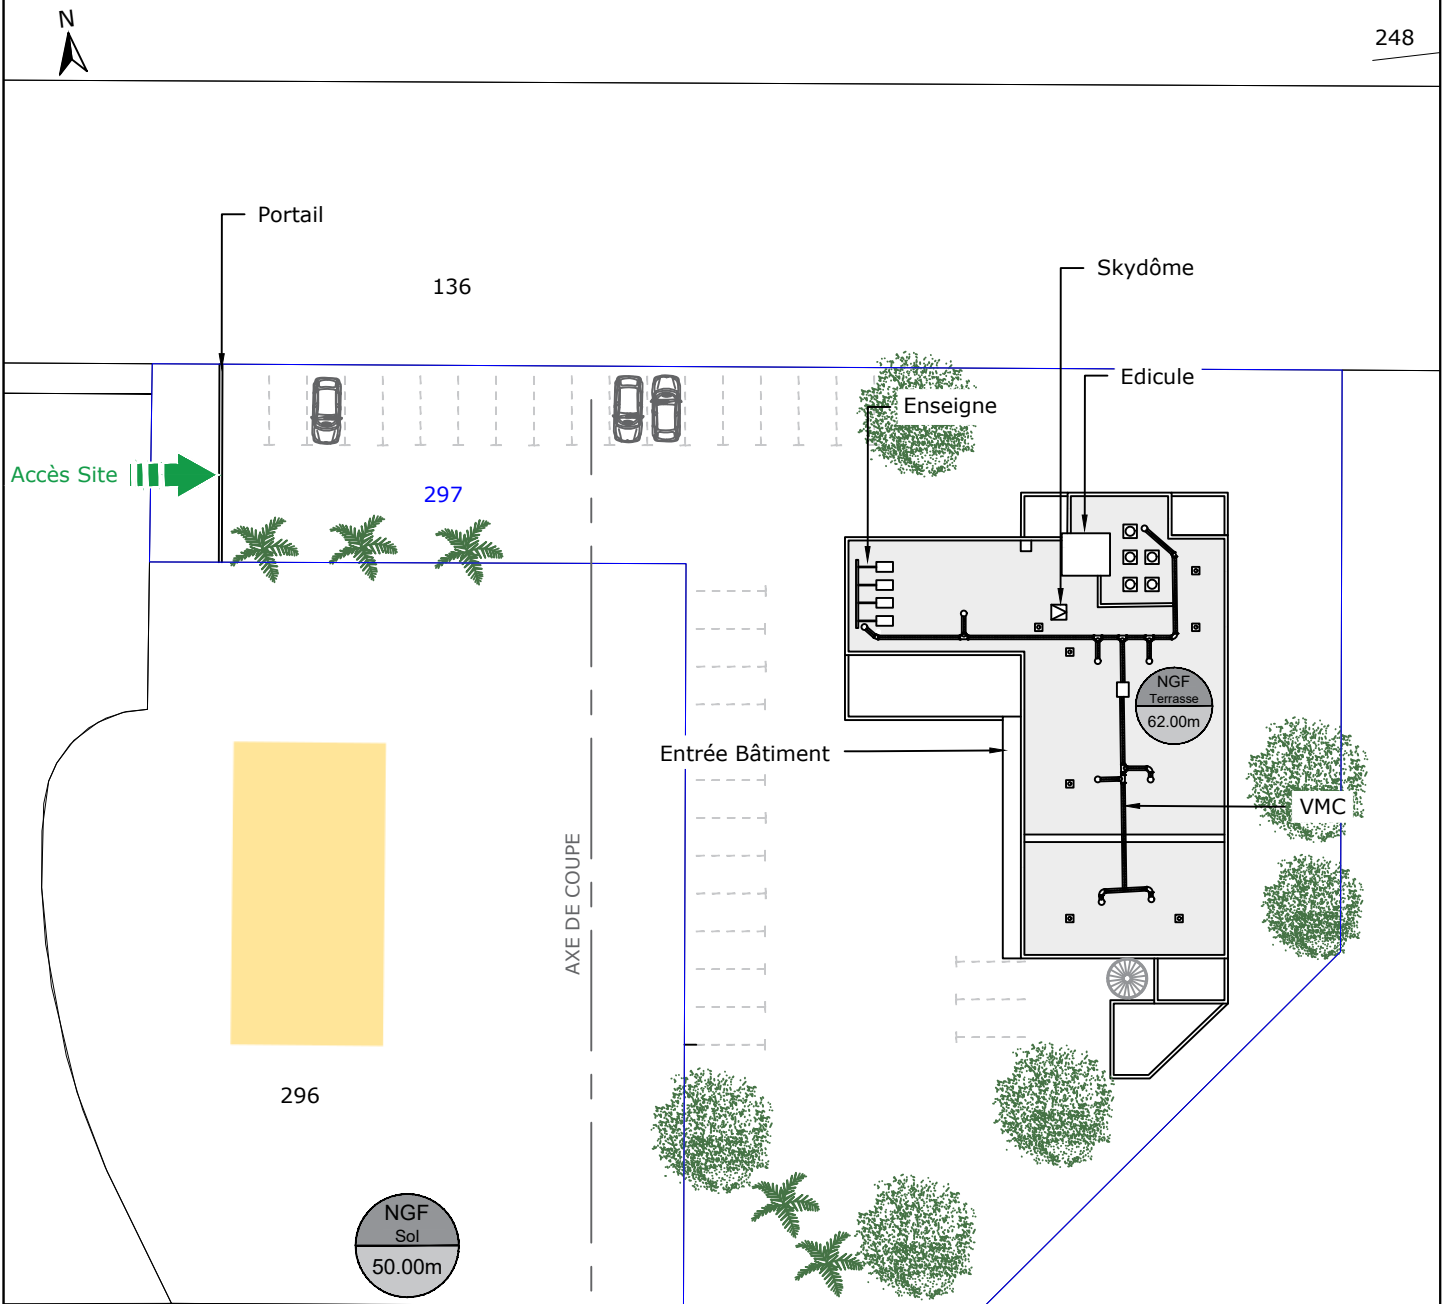 N
248
Portail
Skydôme
136
Edicule
Enseigne
Accès Site
297
NGF
Terrasse
62.00m
Entrée Bâtiment
VMC
AXE DE COUPE
296
NGF
Sol
50.00m